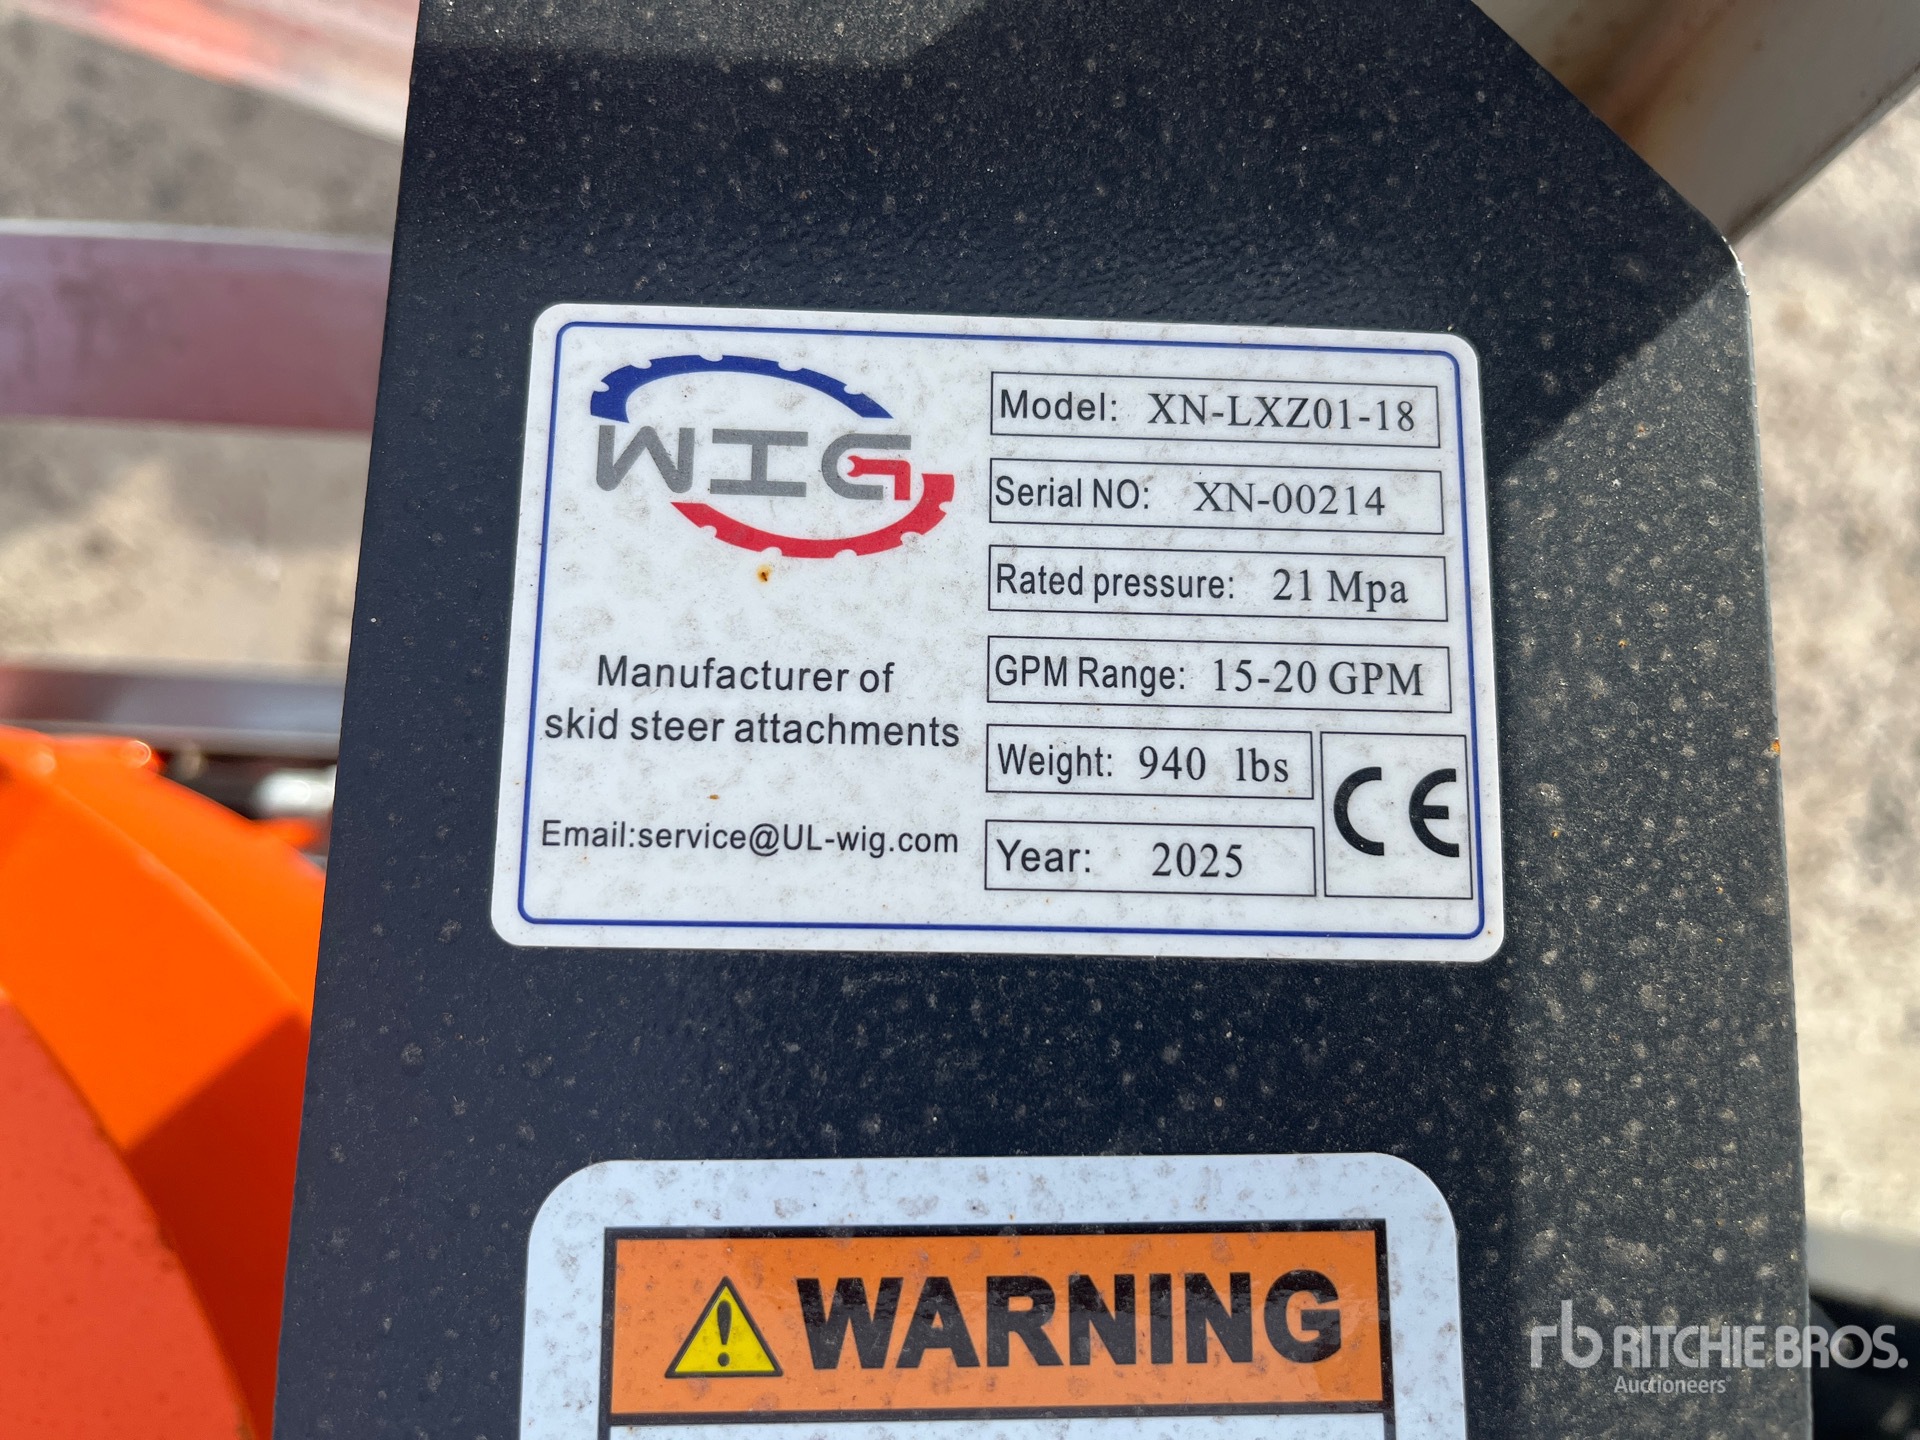 WIG
Manufacturer of
skid steer attachments
Email:service@UL-wig.com
Model: XN-LXZ01-18
Serial NO: XN-00214
Rated pressure: 21 Mpa
GPM Range: 15-20 GPM
Weight: 940 lbs
Year: 2025
CE
WARNING
rb RITCHIE BROS.
Auctioneers